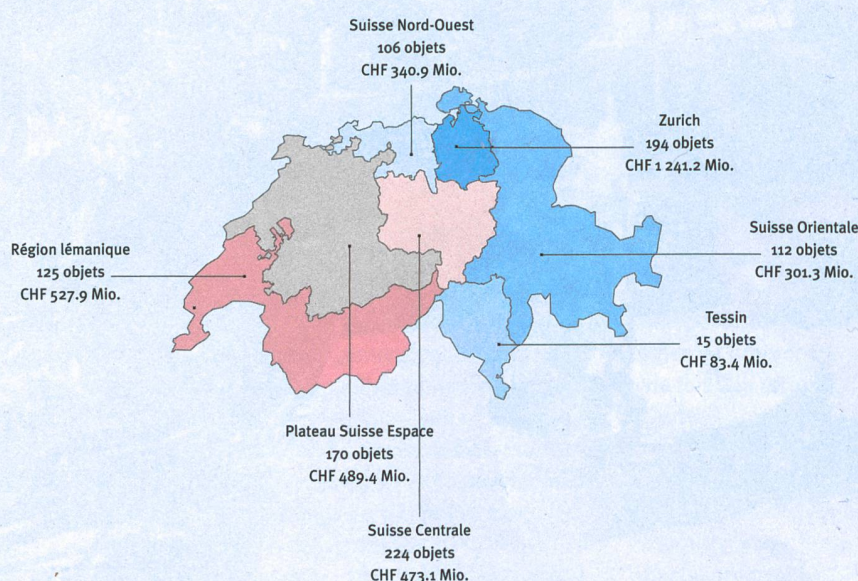 Suisse Nord-Ouest
106 objets
CHF 340.9 Mio.
Zurich
194 objets
CHF 1 241.2 Mio.
Suisse Orientale
112 objets
CHF 301.3 Mio.
Région lémanique
125 objets
CHF 527.9 Mio.
Tessin
15 objets
CHF 83.4 Mio.
Plateau Suisse Espace
170 objets
CHF 489.4 Mio.
Suisse Centrale
224 objets
CHF 473.1 Mio.